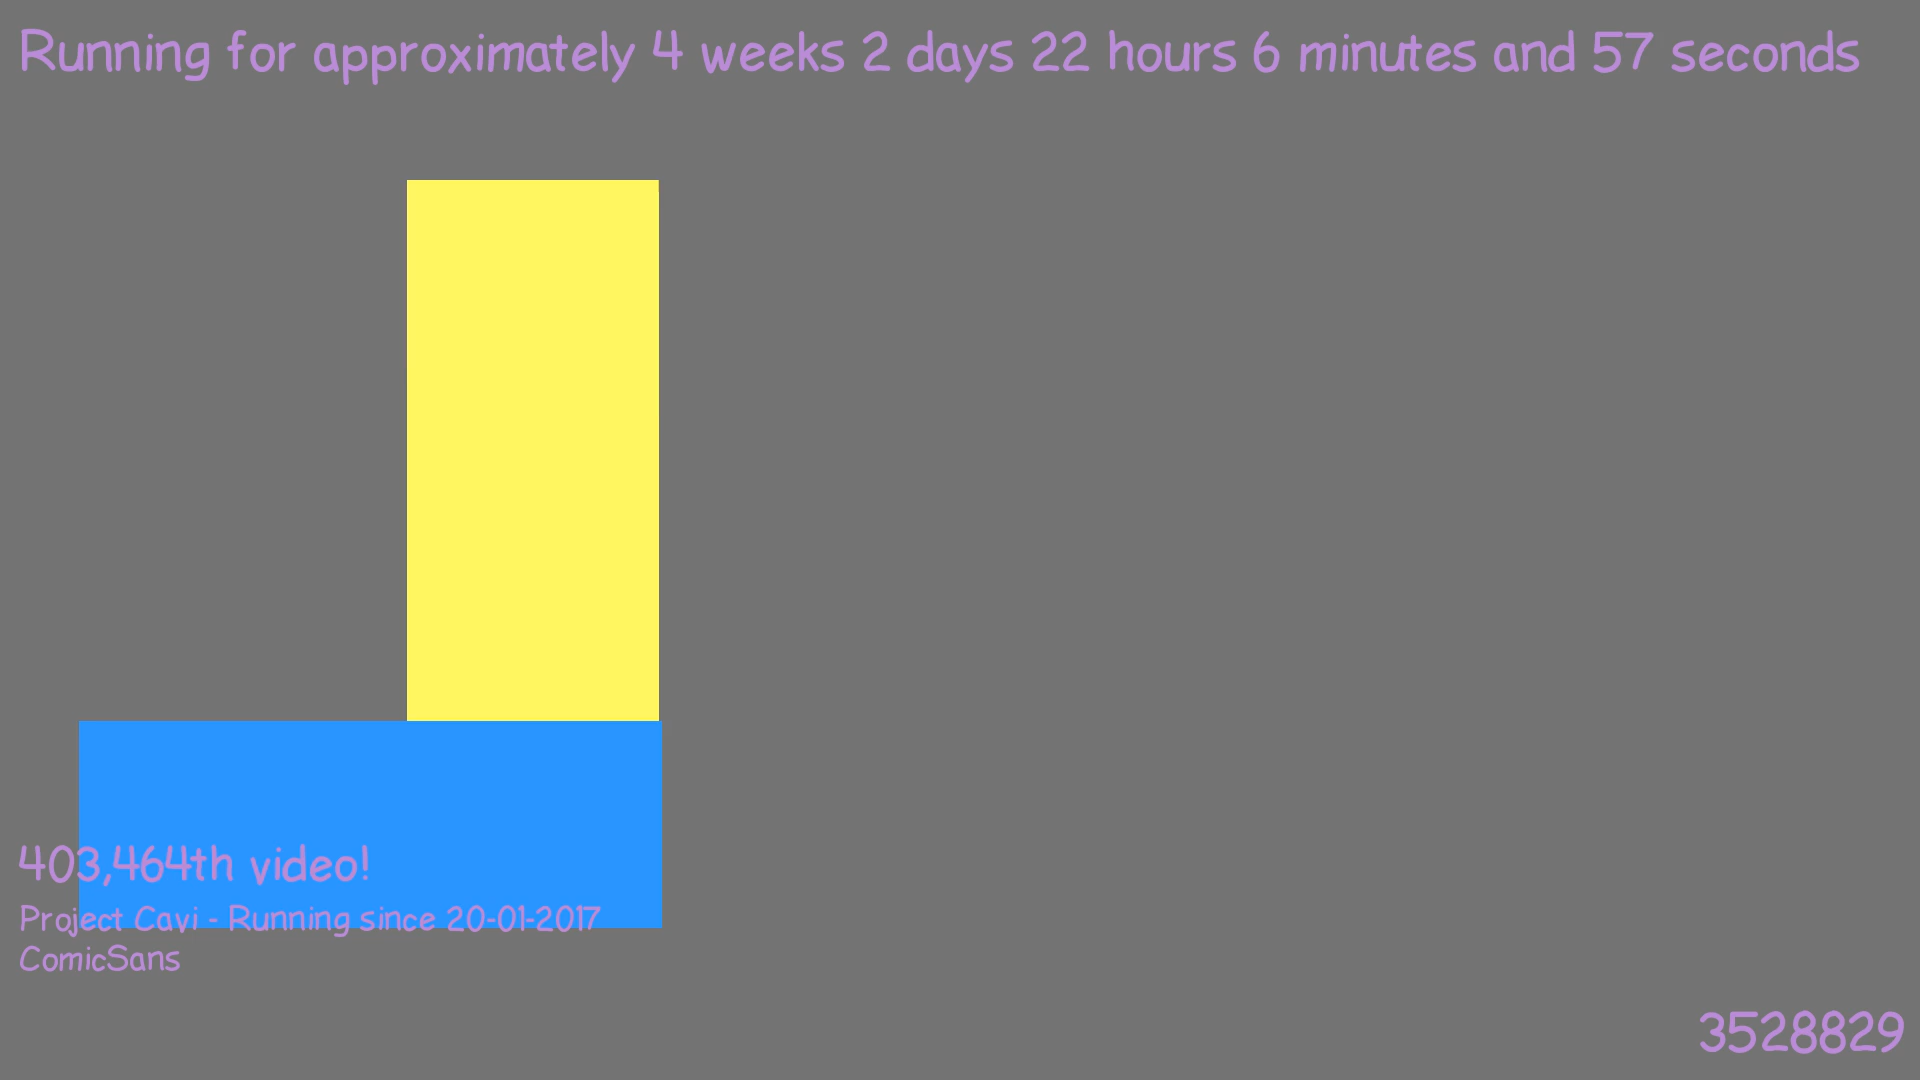 Running for approximately 4 weeks 2 days 22 hours 6 minutes and 57 seconds
403,464th video!
Project Cavi - Running since 20-01-2017
ComicSans
3528829